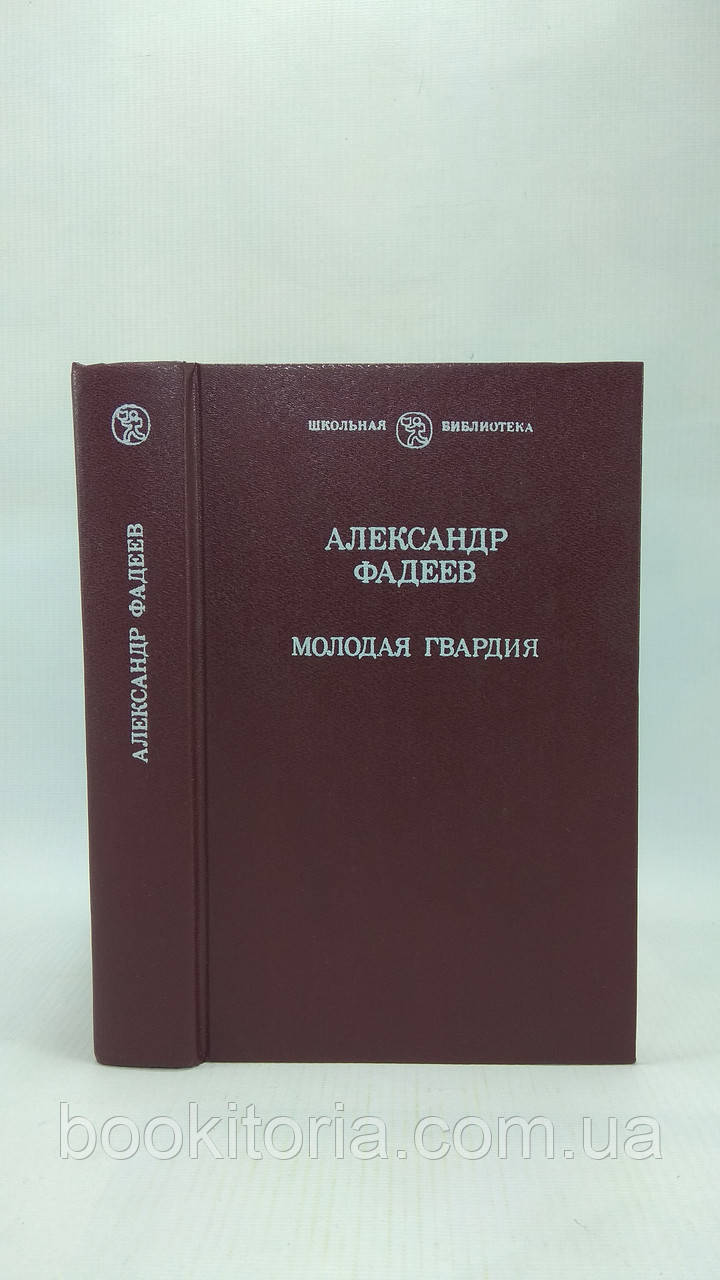 ШКОЛЬНАЯ БИБЛИОТЕКА
АЛЕКСАНДР
ФАДЕЕВ
МОЛОДАЯ ГВАРДИЯ
АЛЕКСАНДР ФАДЕЕВ
bookitoria.com.ua